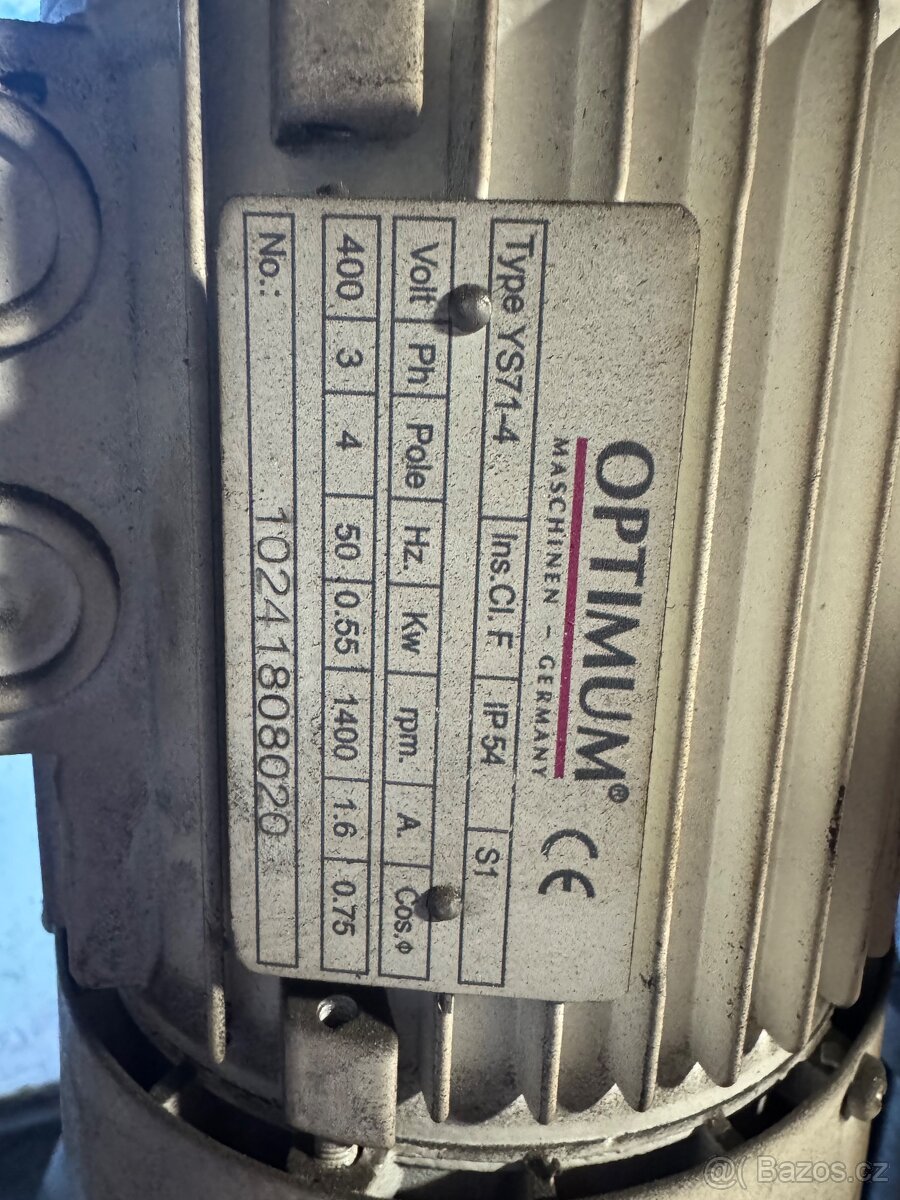 OPTIMUM®
MASCHINEN - GERMANY
CE
Type YS71-4 Ins.Cl. F IP 54 S1
Volt Ph Pole Hz. Kw rpm. A. Cos.ϕ
400 3 4 50 0.55 1400 1.6 0.75
No.: 10241808020
Bazos.cz